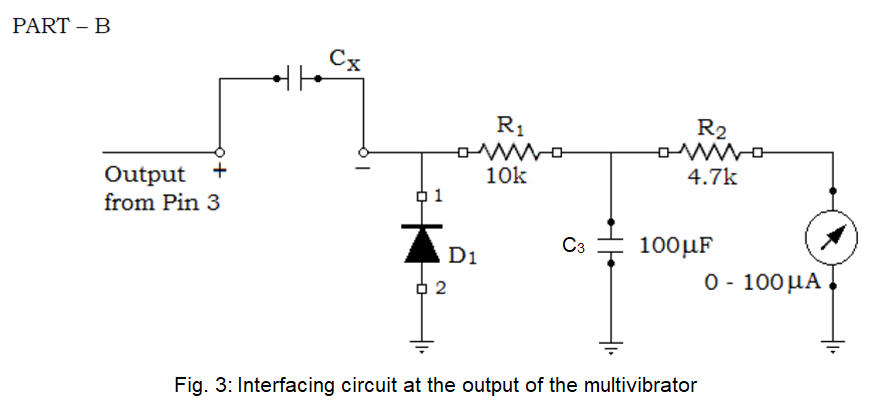 PART – B
Cx
Output +
from Pin 3
–
R1
10k
R2
4.7k
1
D1
2
C3
100µF
0 - 100µA
Fig. 3: Interfacing circuit at the output of the multivibrator